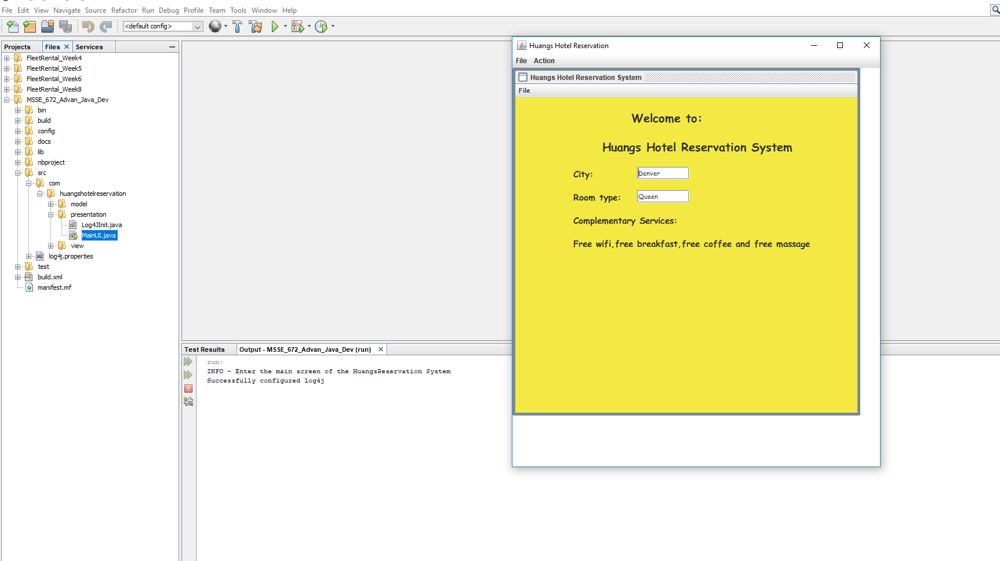 File Edit View Navigate Source Refactor Run Debug Profile Team Tools Window Help
<default config>
Projects Files Services
FleetRental_Week4
FleetRental_Week5
FleetRental_Week6
FleetRental_Week8
MSSE_672_Advan_Java_Dev
bin
build
config
docs
lib
nbproject
src
com
huangshotelreservation
model
presentation
Log4JInit.java
MainUI.java
view
log4j.properties
test
build.xml
manifest.mf
Test Results Output - MSSE_672_Advan_Java_Dev (run)
run:
INFO - Enter the main screen of the HuangsReservation System
Successfully configured log4j
Huangs Hotel Reservation
File Action
Huangs Hotel Reservation System
File
Welcome to:
Huangs Hotel Reservation System
City: Denver
Room type: Queen
Complementary Services:
Free wifi,free breakfast,free coffee and free massage